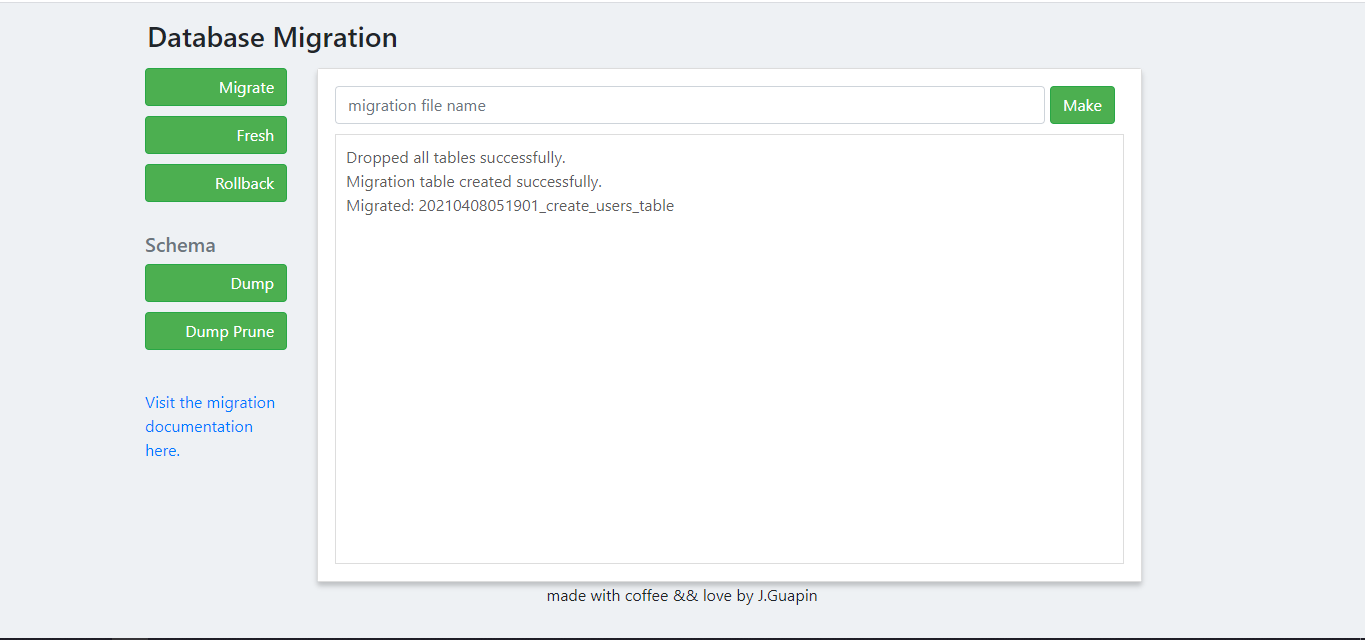 Database Migration
Migrate
Fresh
Rollback
Schema
Dump
Dump Prune
Visit the migration
documentation
here.
migration file name
Make
Dropped all tables successfully.
Migration table created successfully.
Migrated: 20210408051901_create_users_table
made with coffee && love by J.Guapin